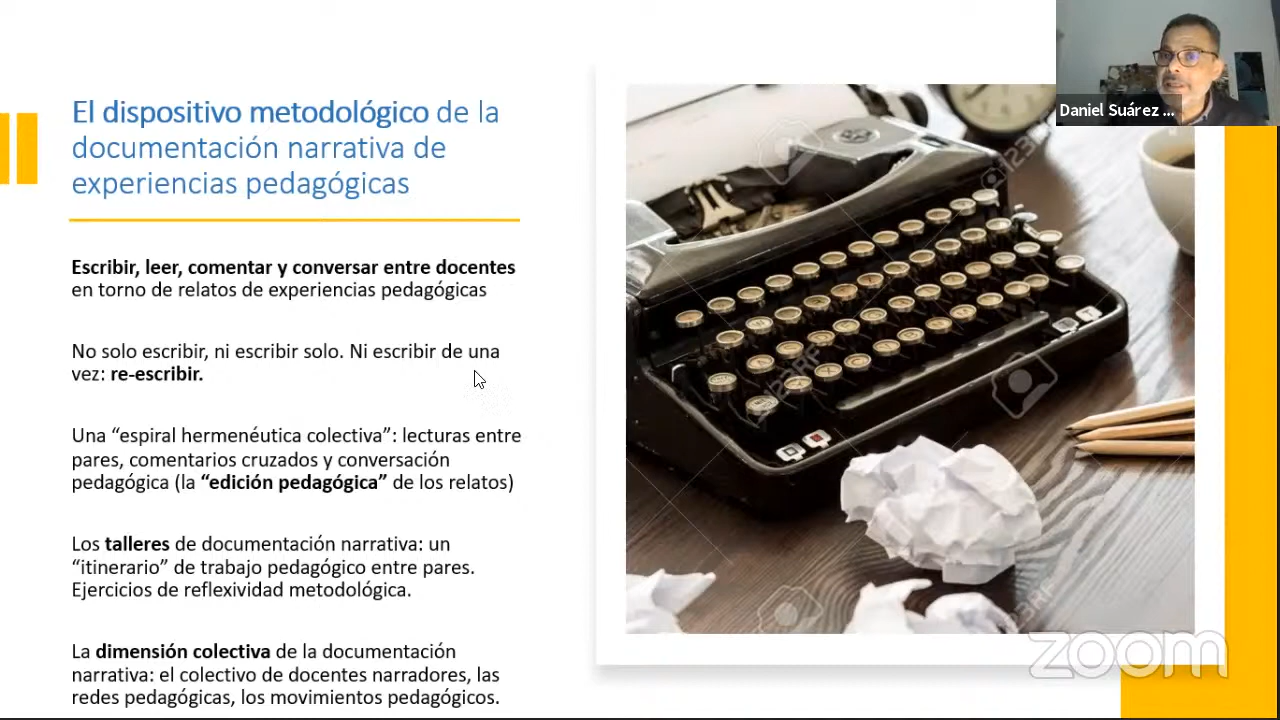 El dispositivo metodológico de la
documentación narrativa de
experiencias pedagógicas
Escribir, leer, comentar y conversar entre docentes
en torno de relatos de experiencias pedagógicas
No solo escribir, ni escribir solo. Ni escribir de una
vez: re-escribir.
Una “espiral hermenéutica colectiva”: lecturas entre
pares, comentarios cruzados y conversación
pedagógica (la “edición pedagógica” de los relatos)
Los talleres de documentación narrativa: un
“itinerario” de trabajo pedagógico entre pares.
Ejercicios de reflexividad metodológica.
La dimensión colectiva de la documentación
narrativa: el colectivo de docentes narradores, las
redes pedagógicas, los movimientos pedagógicos.
Daniel Suárez ...
123RF
zoom